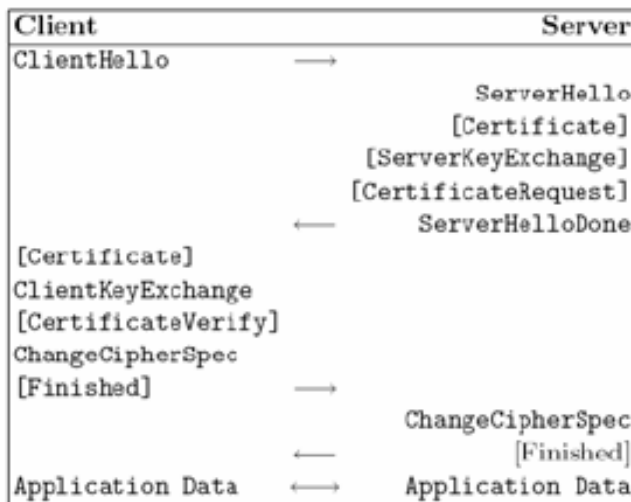 Client Server
ClientHello ⟶
ServerHello
[Certificate]
[ServerKeyExchange]
[CertificateRequest]
⟵ ServerHelloDone
[Certificate]
ClientKeyExchange
[CertificateVerify]
ChangeCipherSpec
[Finished] ⟶
ChangeCipherSpec
⟵ [Finished]
Application Data ⟷ Application Data